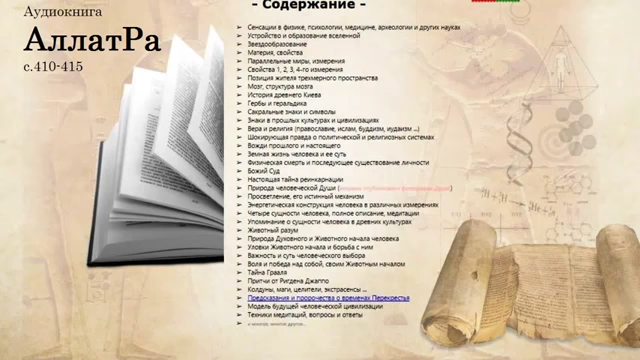 Аудиокнига
АллатРа
с.410-415
– Содержание –
➢ Сенсации в физике, психологии, медицине, археологии и других науках
➢ Устройство и образование вселенной
➢ Звездообразование
➢ Материя, свойства
➢ Параллельные миры, измерения
➢ Свойства 1, 2, 3, 4-го измерения
➢ Позиция жителя трехмерного пространства
➢ Мозг, структура мозга
➢ История древнего Киева
➢ Гербы и геральдика
➢ Сакральные знаки и символы
➢ Знаки в прошлых культурах и цивилизациях
➢ Вера и религия (православие, ислам, буддизм, иудаизм ...)
➢ Шокирующая правда о политической и религиозных системах
➢ Вожди прошлого и настоящего
➢ Земная жизнь человека и ее суть
➢ Физическая смерть и последующее существование личности
➢ Божий Суд
➢ Настоящая тайна реинкарнации
➢ Природа человеческой Души
➢ Просветление, его истинный механизм
➢ Энергетическая конструкция человека в различных измерениях
➢ Четыре сущности человека, полное описание, медитации
➢ Упоминание о сущности человека в древних культурах
➢ Животный разум
➢ Природа Духовного и Животного начала человека
➢ Уловки Животного начала и борьба с ним
➢ Важность и суть человеческого выбора
➢ Воля и победа над собой, своим Животным началом
➢ Тайна Грааля
➢ Притчи от Ригдена Джаппо
➢ Колдуны, маги, целители, экстрасенсы ...
➢ Предсказания и пророчества о временах Перекрестья
➢ Модель будущей человеческой цивилизации
➢ Техники медитаций, вопросы и ответы
➢ и многое, многое другое...